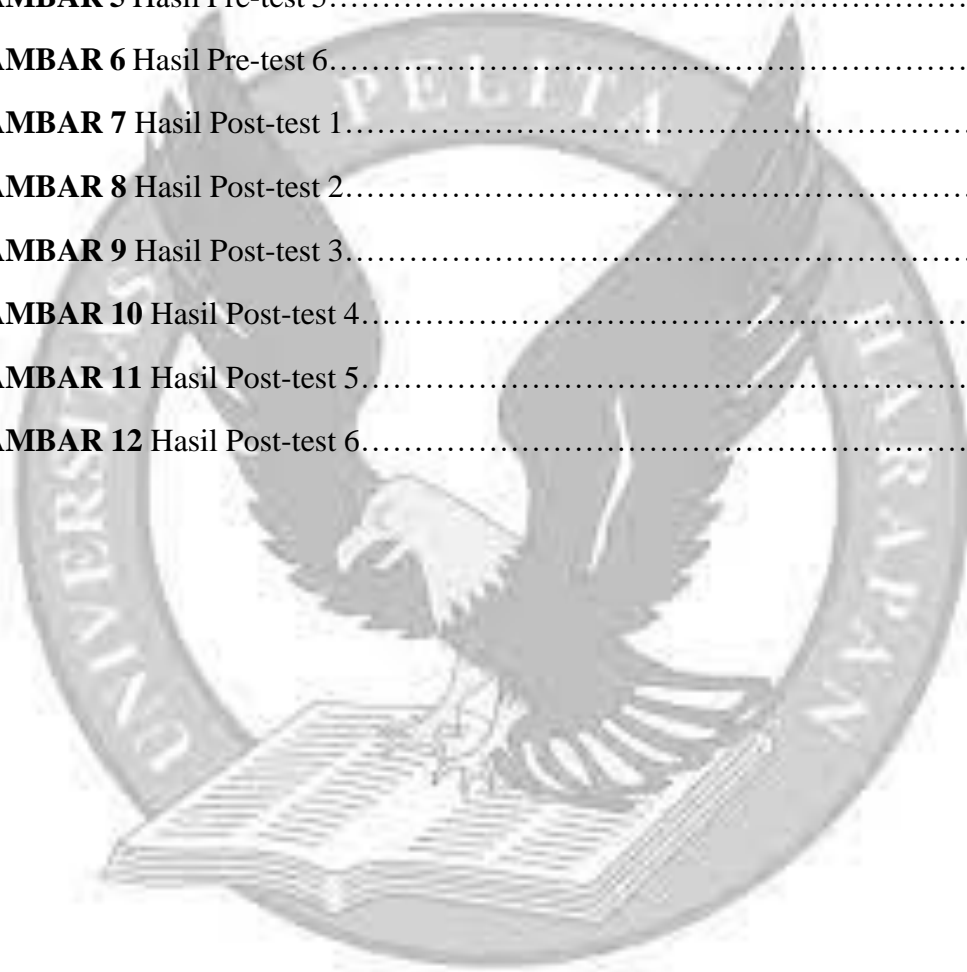 AMBAR 5 Hasil Pre-test 5
AMBAR 6 Hasil Pre-test 6
AMBAR 7 Hasil Post-test 1
AMBAR 8 Hasil Post-test 2
AMBAR 9 Hasil Post-test 3
AMBAR 10 Hasil Post-test 4
AMBAR 11 Hasil Post-test 5
AMBAR 12 Hasil Post-test 6
UNIVERSITAS PELITA HARAPAN